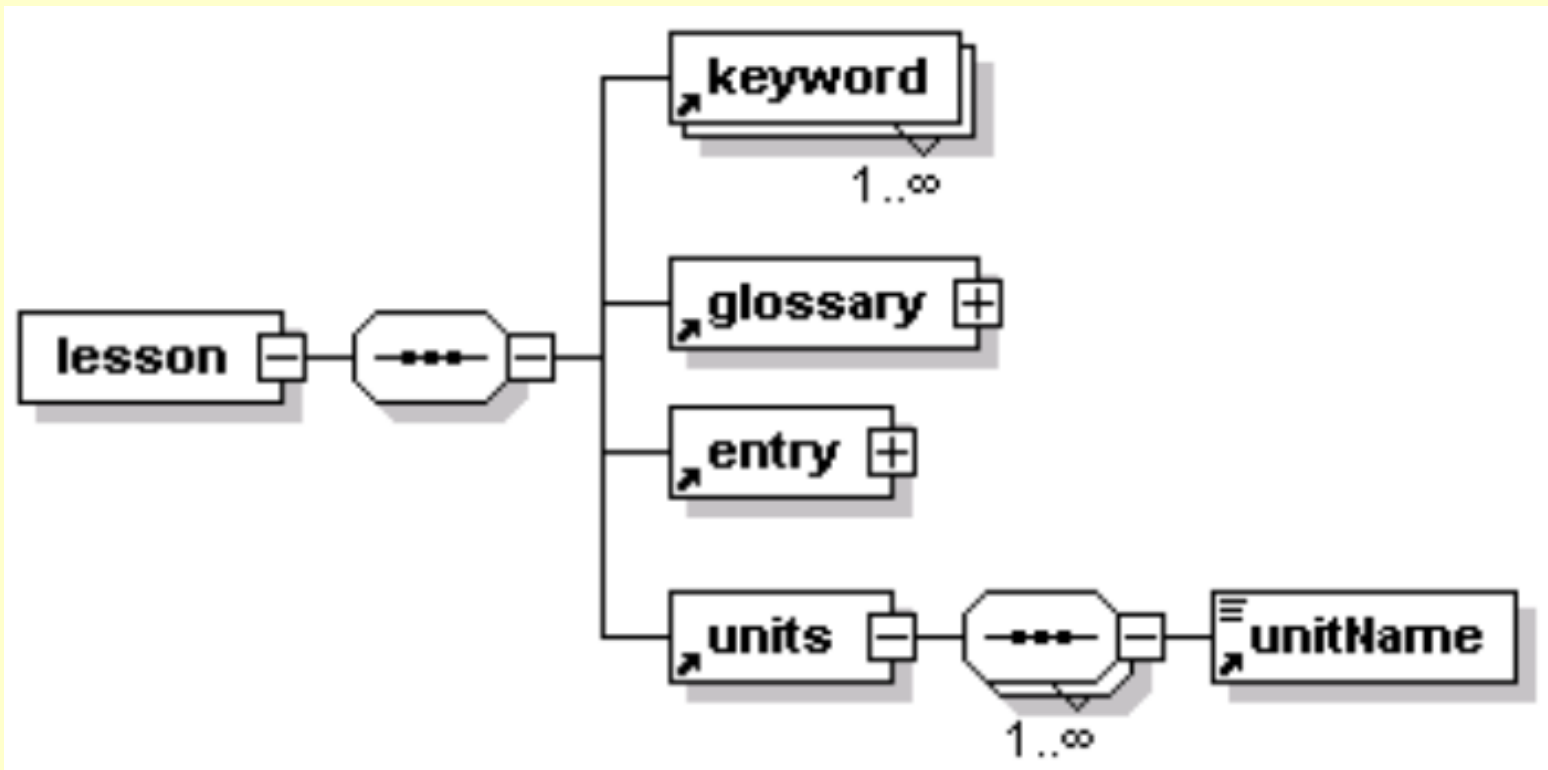 keyword
1..∞
glossary
lesson
entry
units
unitName
1..∞